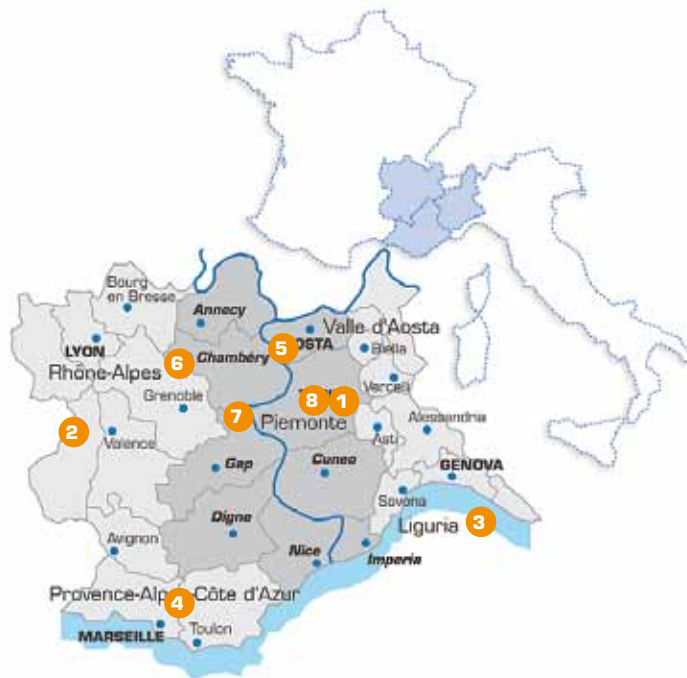 Bourg
en Bresse
Annecy
Valle d'Aosta
OSTA
LYON
Biella
Rhône-Alpes
6
Chambéry
5
Vercelli
Grenoble
8
1
7
Piemonte
Alessandria
2
Valence
Asti
Gap
Cuneo
GENOVA
Savona
Liguria
3
Digne
Avignon
Nice
Imperia
Provence-Alpes-Côte d'Azur
4
MARSEILLE
Toulon